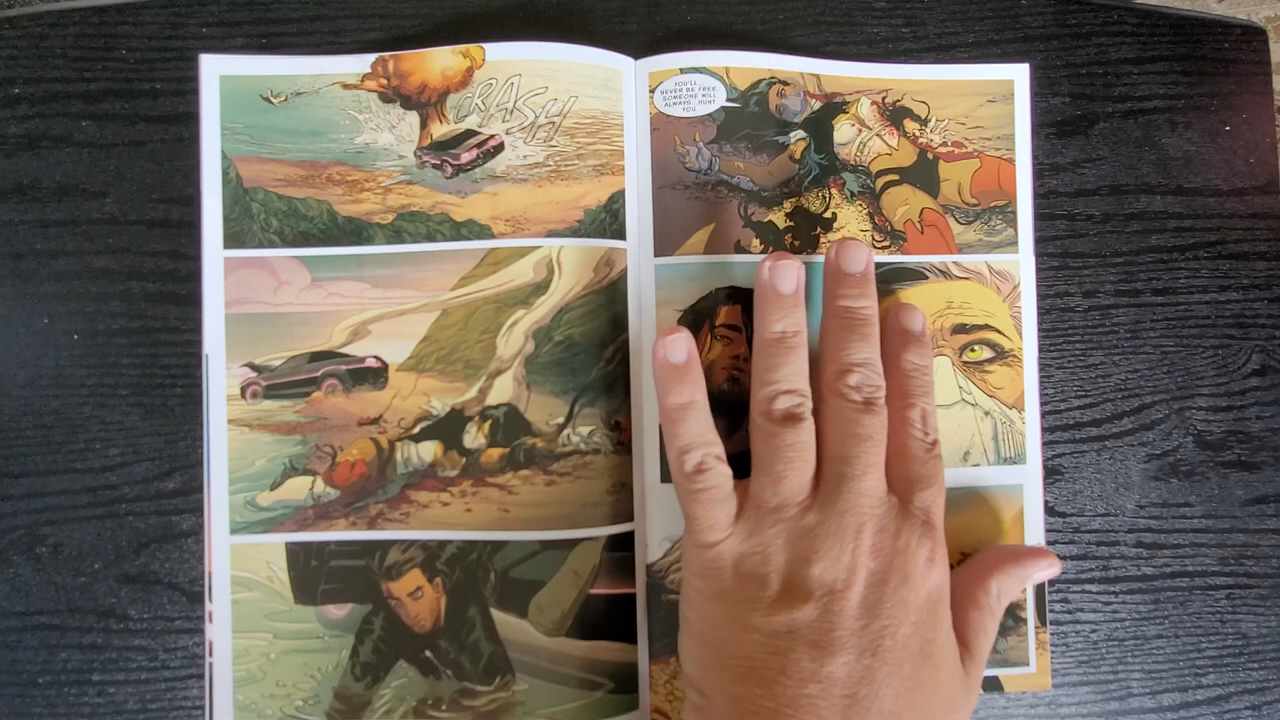 CRASH
YOU'LL...
NEVER BE FREE.
SOMEONE WILL
ALWAYS...HUNT
YOU.